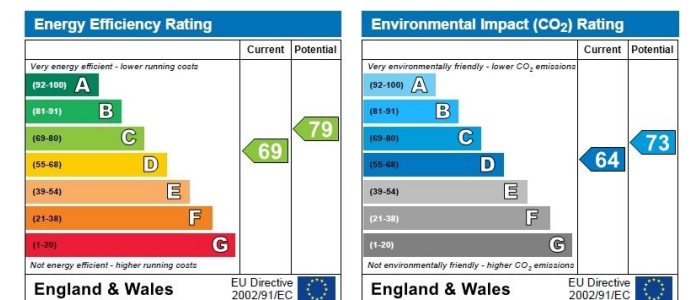 Energy Efficiency Rating
Current Potential
Very energy efficient - lower running costs
(92-100) A
(81-91) B
(69-80) C
(55-68) D
(39-54) E
(21-38) F
(1-20) G
69
79
Not energy efficient - higher running costs
England & Wales
EU Directive
2002/91/EC
Environmental Impact (CO₂) Rating
Current Potential
Very environmentally friendly - lower CO₂ emissions
(92-100) A
(81-91) B
(69-80) C
(55-68) D
(39-54) E
(21-38) F
(1-20) G
64
73
Not environmentally friendly - higher CO₂ emissions
England & Wales
EU Directive
2002/91/EC